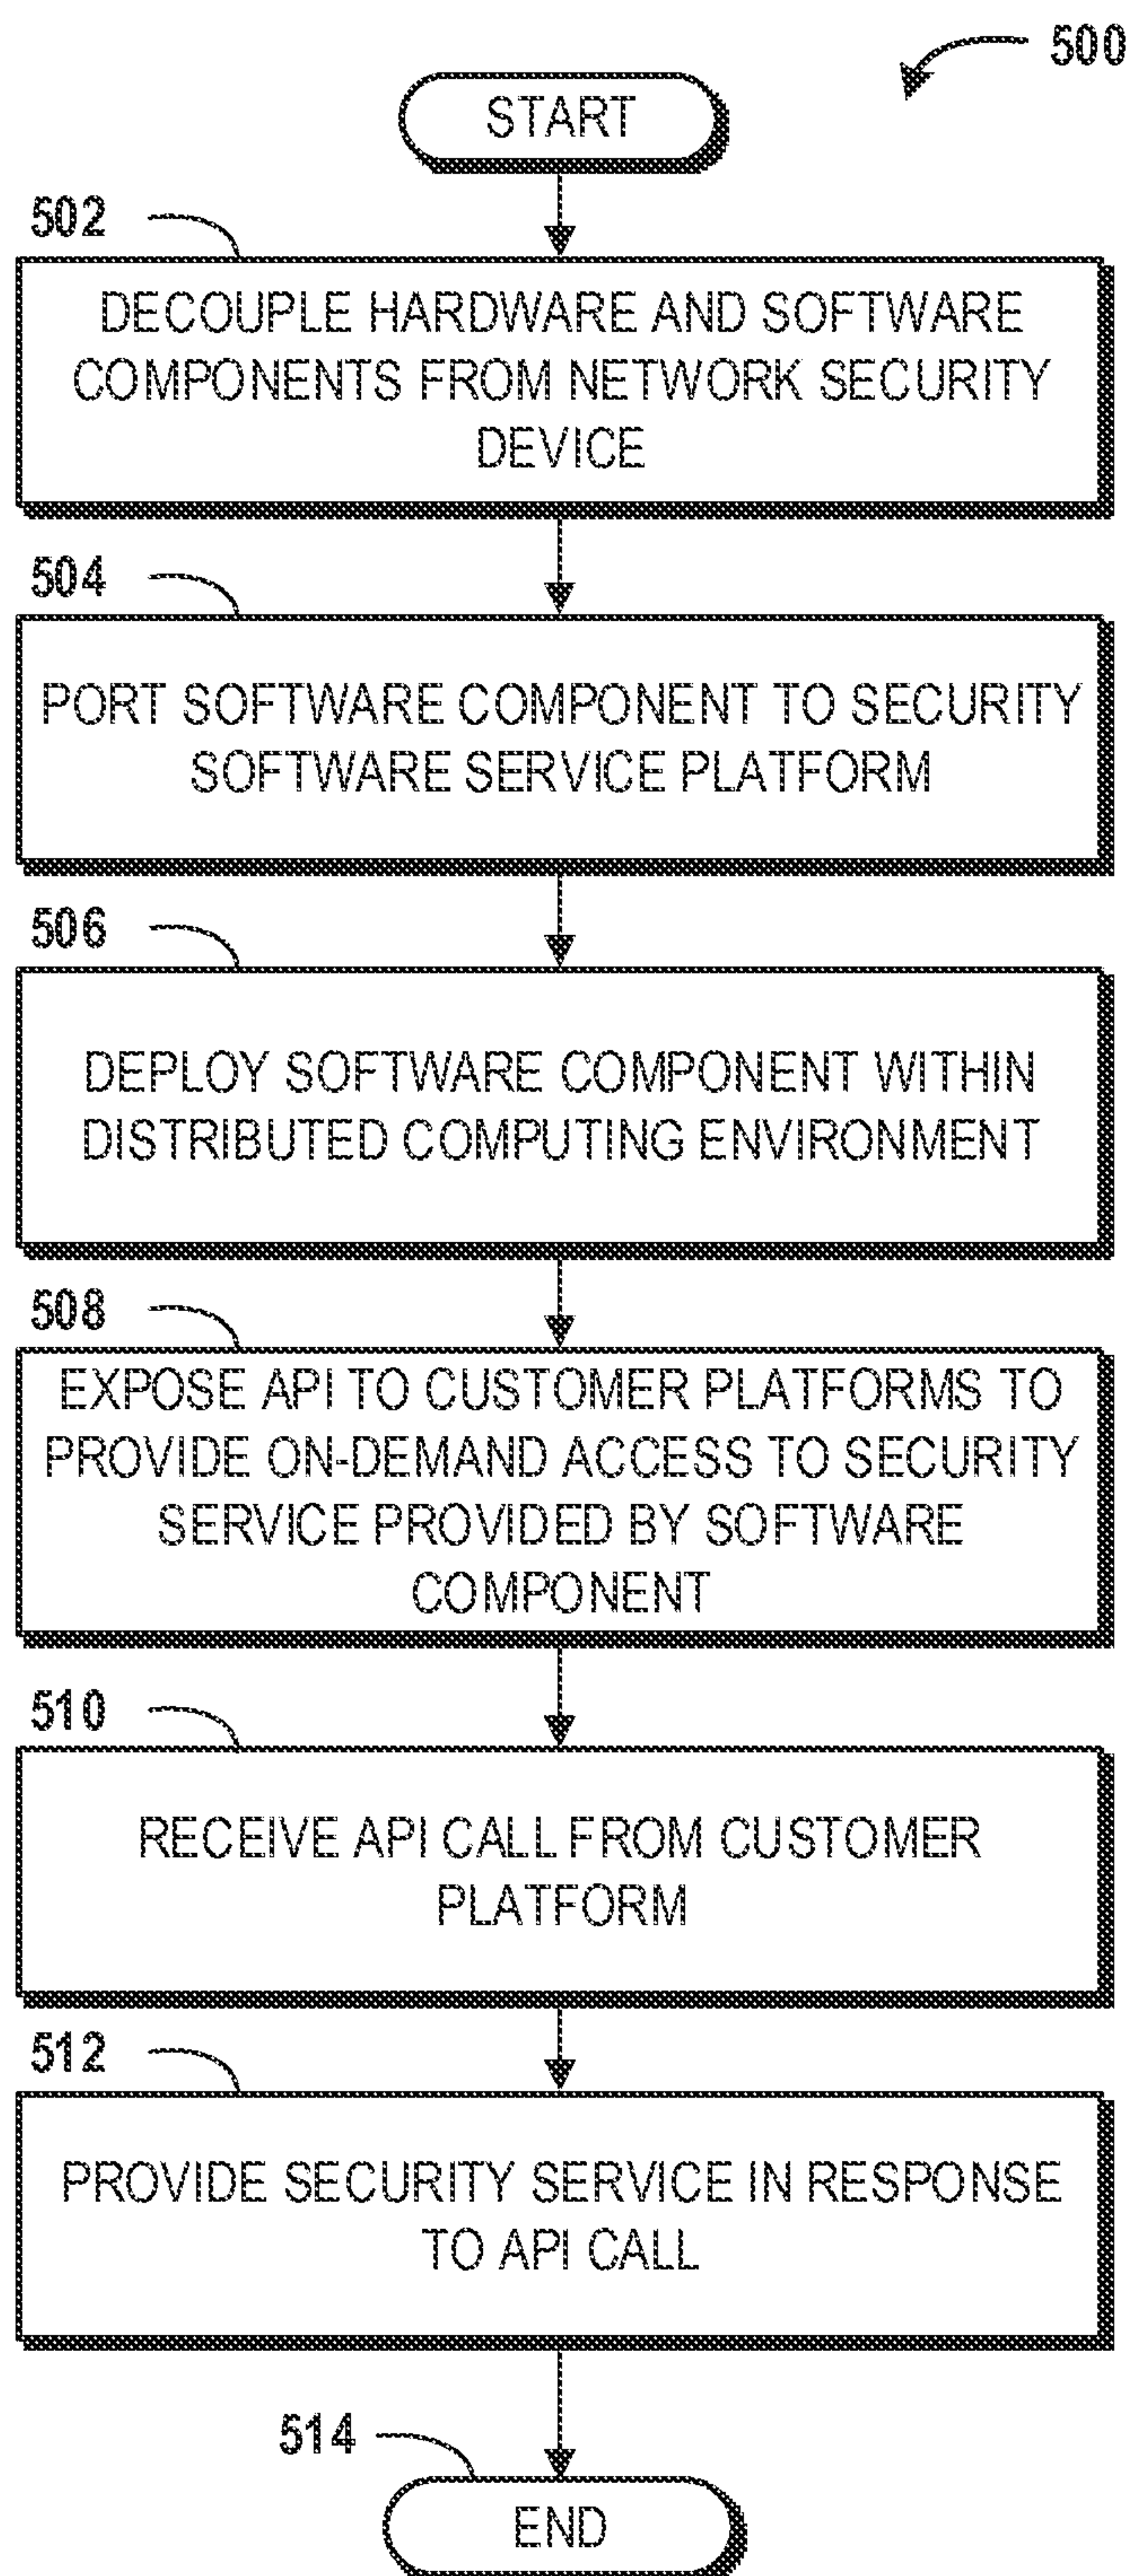 500
START
502
DECOUPLE HARDWARE AND SOFTWARE
COMPONENTS FROM NETWORK SECURITY
DEVICE
504
PORT SOFTWARE COMPONENT TO SECURITY
SOFTWARE SERVICE PLATFORM
506
DEPLOY SOFTWARE COMPONENT WITHIN
DISTRIBUTED COMPUTING ENVIRONMENT
508
EXPOSE API TO CUSTOMER PLATFORMS TO
PROVIDE ON-DEMAND ACCESS TO SECURITY
SERVICE PROVIDED BY SOFTWARE
COMPONENT
510
RECEIVE API CALL FROM CUSTOMER
PLATFORM
512
PROVIDE SECURITY SERVICE IN RESPONSE
TO API CALL
514
END